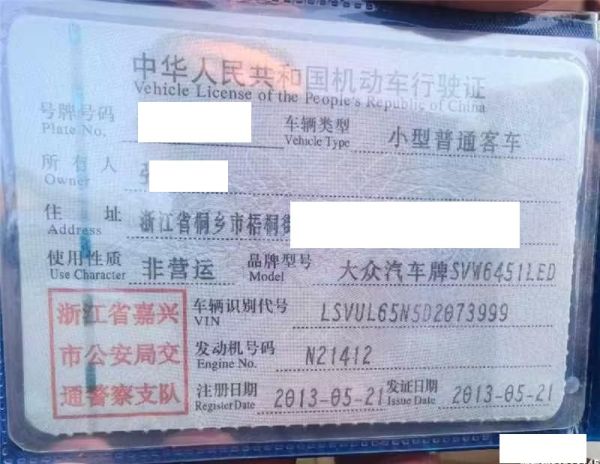 中华人民共和国机动车行驶证
Vehicle License of the People's Republic of China
号牌号码 车辆类型 小型普通客车
Plate No. Vehicle Type
所有人
Owner
住址 浙江省桐乡市梧桐街
Address
使用性质 非营运 品牌型号 大众汽车牌SVW6451LED
Use Character Model
浙江省嘉兴 车辆识别代号 LSVUL65N5D2073999
VIN
市公安局交 发动机号码 N21412
Engine No.
通警察支队 注册日期 2013-05-21 发证日期 2013-05-21
Register Date Issue Date